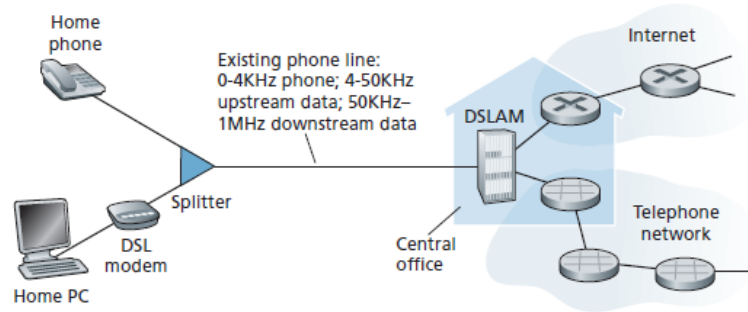 Home
phone
Existing phone line:
0-4KHz phone; 4-50KHz
upstream data; 50KHz–
1MHz downstream data
Internet
DSLAM
Splitter
DSL
modem
Home PC
Central
office
Telephone
network